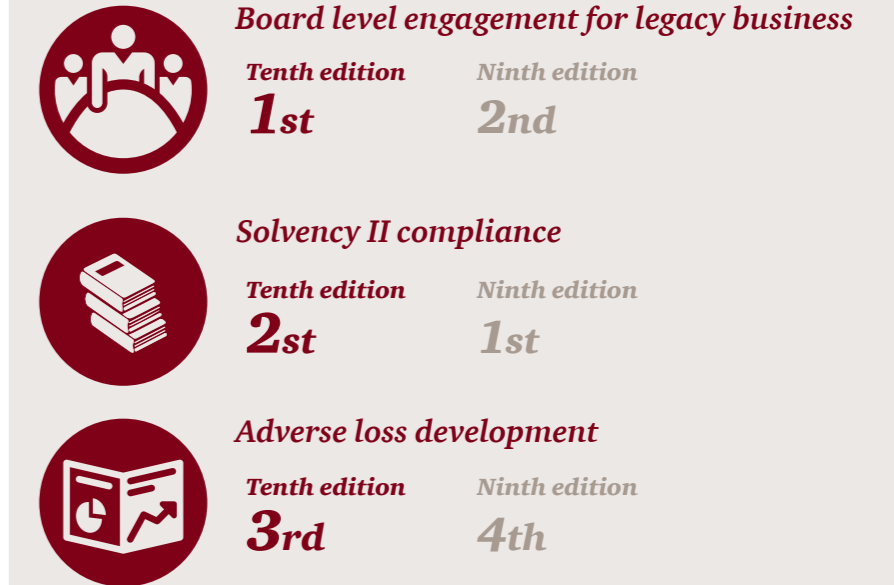 Board level engagement for legacy business
Tenth edition Ninth edition
1st 2nd
Solvency II compliance
Tenth edition Ninth edition
2st 1st
Adverse loss development
Tenth edition Ninth edition
3rd 4th